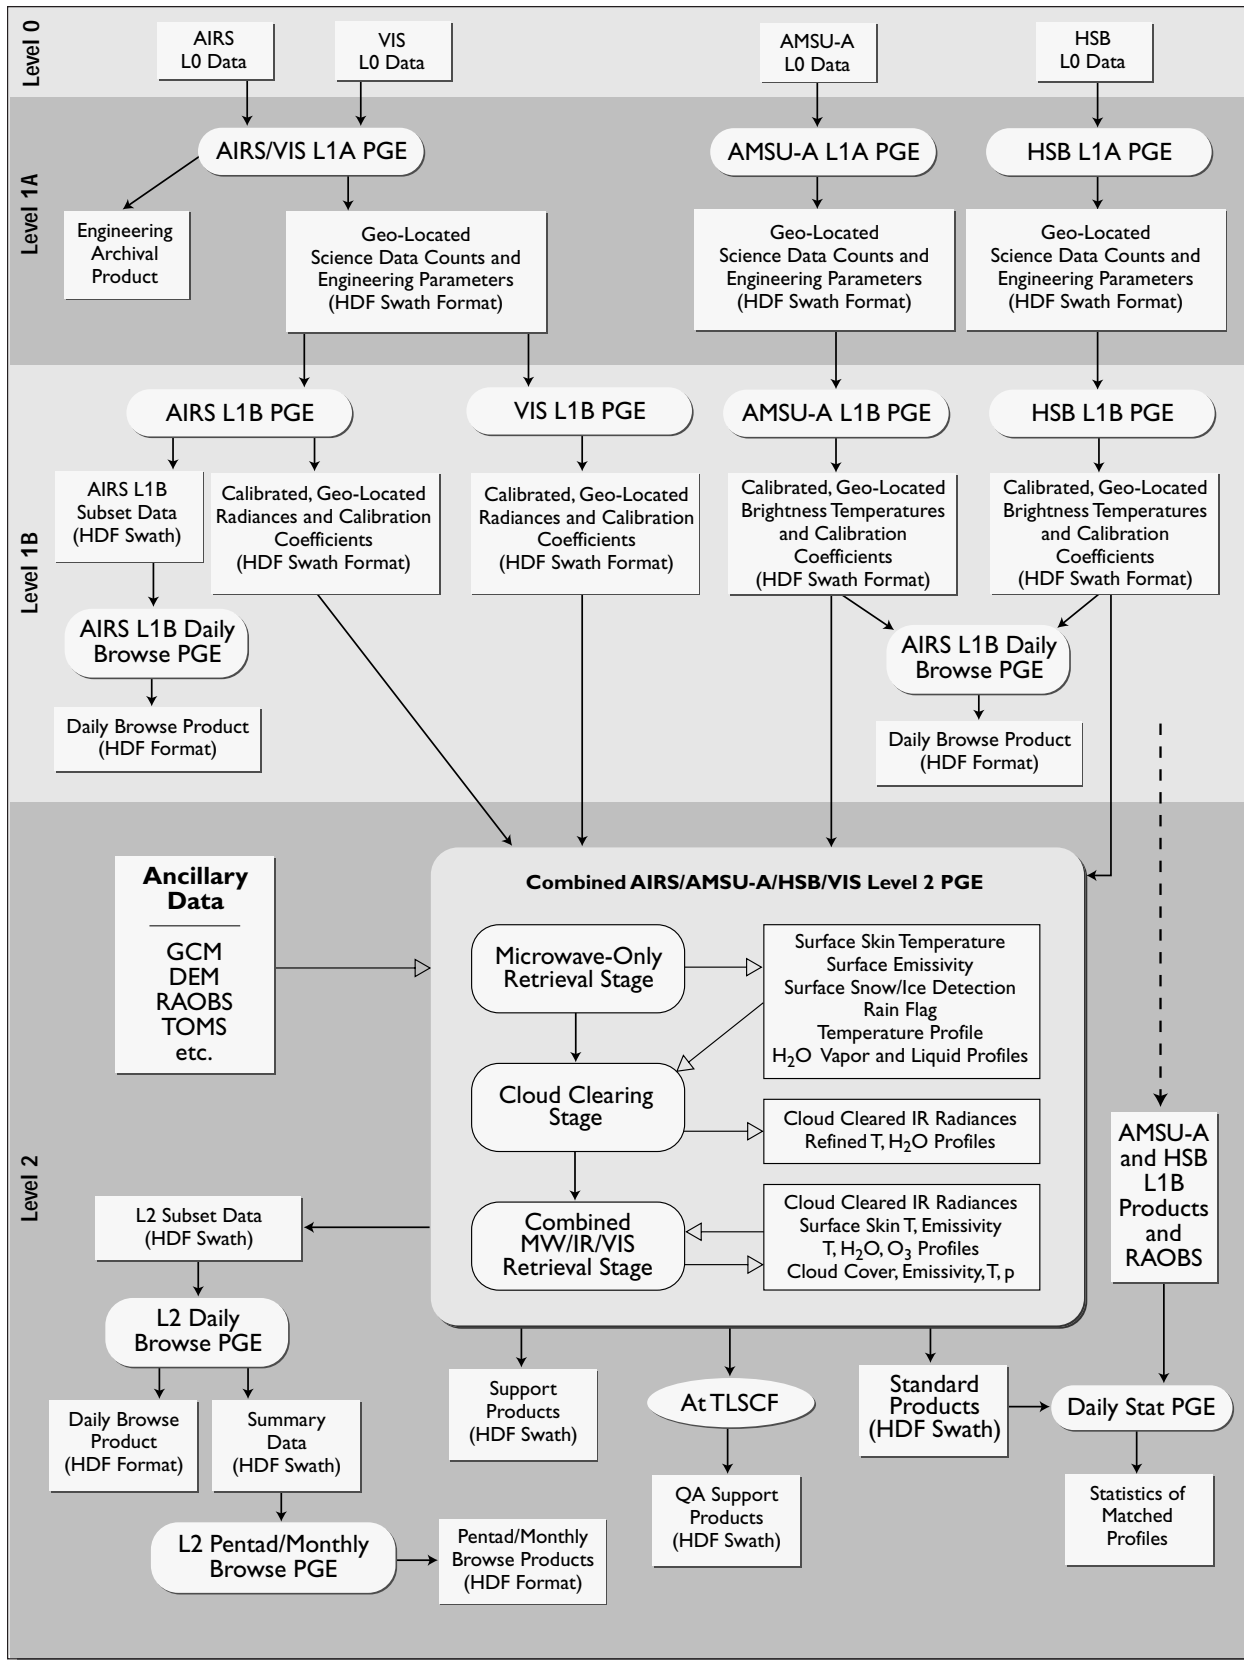 Level 0
AIRS
L0 Data
VIS
L0 Data
AMSU-A
L0 Data
HSB
L0 Data
Level 1A
AIRS/VIS L1A PGE
AMSU-A L1A PGE
HSB L1A PGE
Engineering
Archival
Product
Geo-Located
Science Data Counts and
Engineering Parameters
(HDF Swath Format)
Geo-Located
Science Data Counts and
Engineering Parameters
(HDF Swath Format)
Geo-Located
Science Data Counts and
Engineering Parameters
(HDF Swath Format)
Level 1B
AIRS L1B PGE
VIS L1B PGE
AMSU-A L1B PGE
HSB L1B PGE
AIRS L1B
Subset Data
(HDF Swath)
Calibrated, Geo-Located
Radiances and Calibration
Coefficients
(HDF Swath Format)
Calibrated, Geo-Located
Radiances and Calibration
Coefficients
(HDF Swath Format)
Calibrated, Geo-Located
Brightness Temperatures
and Calibration
Coefficients
(HDF Swath Format)
Calibrated, Geo-Located
Brightness Temperatures
and Calibration
Coefficients
(HDF Swath Format)
AIRS L1B Daily
Browse PGE
AIRS L1B Daily
Browse PGE
Daily Browse Product
(HDF Format)
Daily Browse Product
(HDF Format)
Level 2
Ancillary
Data
GCM
DEM
RAOBS
TOMS
etc.
Combined AIRS/AMSU-A/HSB/VIS Level 2 PGE
Microwave-Only
Retrieval Stage
Surface Skin Temperature
Surface Emissivity
Surface Snow/Ice Detection
Rain Flag
Temperature Profile
H2O Vapor and Liquid Profiles
Cloud Clearing
Stage
Cloud Cleared IR Radiances
Refined T, H2O Profiles
Combined
MW/IR/VIS
Retrieval Stage
Cloud Cleared IR Radiances
Surface Skin T, Emissivity
T, H2O, O3 Profiles
Cloud Cover, Emissivity, T, p
AMSU-A
and HSB
L1B
Products
and
RAOBS
L2 Subset Data
(HDF Swath)
L2 Daily
Browse PGE
Daily Browse
Product
(HDF Format)
Summary
Data
(HDF Swath)
Support
Products
(HDF Swath)
At TLSCF
Standard
Products
(HDF Swath)
Daily Stat PGE
QA Support
Products
(HDF Swath)
Statistics of
Matched
Profiles
L2 Pentad/Monthly
Browse PGE
Pentad/Monthly
Browse Products
(HDF Format)